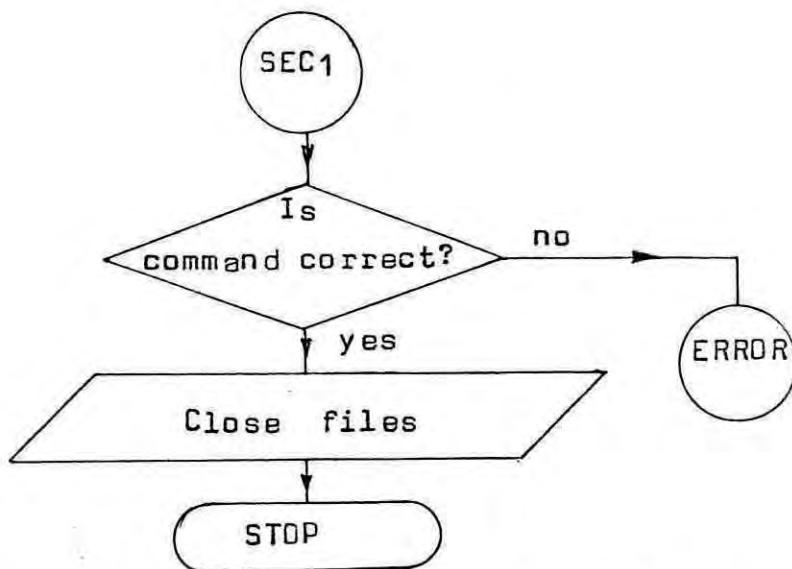 SEC1
Is
command correct?
no
yes
ERROR
Close files
STOP